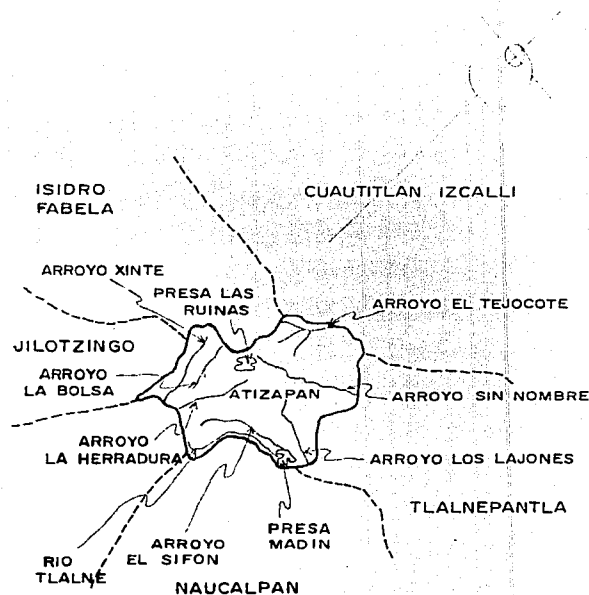 ISIDRO
FABELA
CUAUTITLAN IZCALLI
ARROYO XINTE
PRESA LAS
RUINAS
ARROYO EL TEJOCOTE
JILOTZINGO
ARROYO
LA BOLSA
ATIZAPAN
ARROYO SIN NOMBRE
ARROYO
LA HERRADURA
ARROYO LOS LAJONES
TLALNEPANTLA
PRESA
MADIN
ARROYO
EL SIFON
RIO
TLALNE
NAUCALPAN